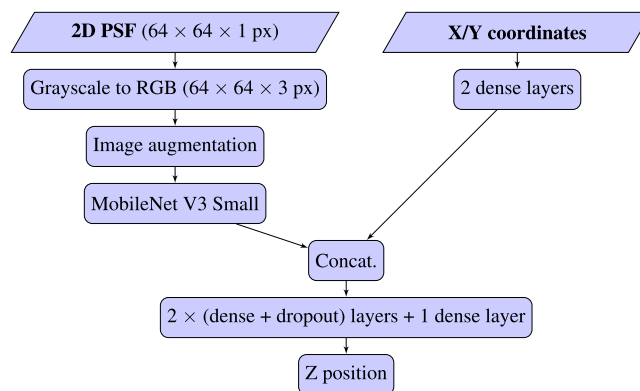 2D PSF (64 × 64 × 1 px)
X/Y coordinates
Grayscale to RGB (64 × 64 × 3 px)
2 dense layers
Image augmentation
MobileNet V3 Small
Concat.
2 × (dense + dropout) layers + 1 dense layer
Z position